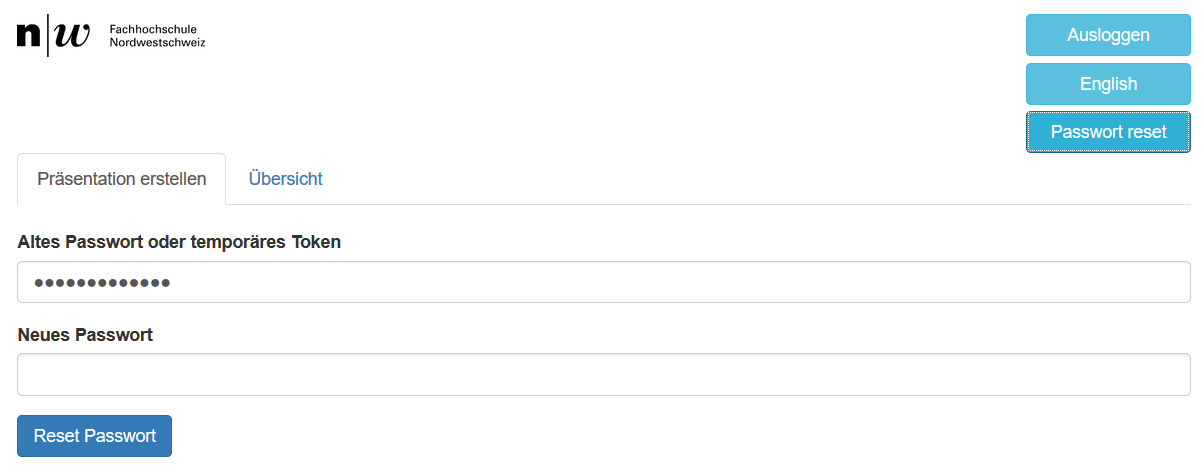 n|w Fachhochschule
Nordwestschweiz
Ausloggen
English
Passwort reset
Präsentation erstellen Übersicht
Altes Passwort oder temporäres Token
•••••••••••••
Neues Passwort
Reset Passwort